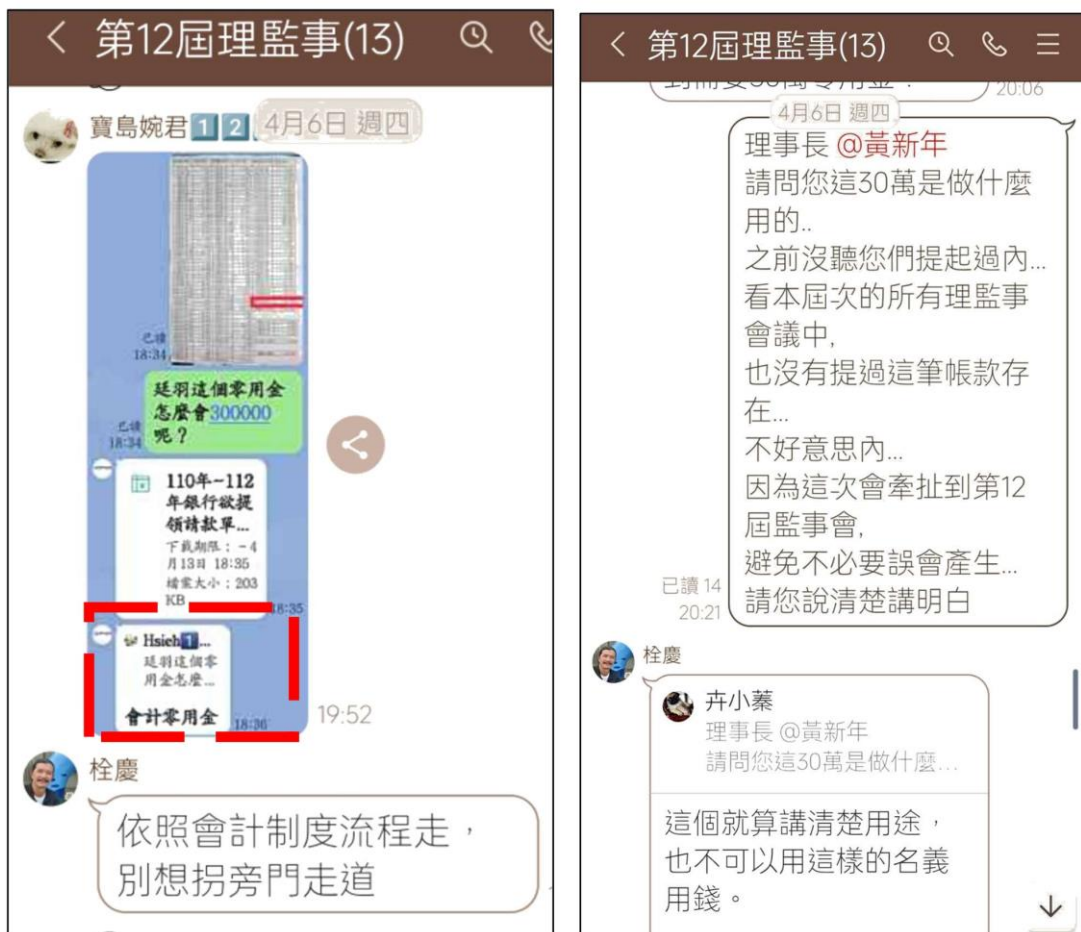 第12屆理監事(13)
4月6日 週四
寶島婉君1️⃣2️⃣
已讀
18:34
廷羽這個零用金
怎麼會300000
呢？
已讀
18:34
110年~112
年銀行欲提
領請款單...
下載期限：~4
月13日 18:35
檔案大小：203
KB
18:35
Hsieh1️⃣...
廷羽這個零
用金怎麼...
會計零用金
18:36
19:52
栓慶
依照會計制度流程走，
別想拐旁門走道
第12屆理監事(13)
20:06
4月6日 週四
理事長 @黃新年
請問您這30萬是做什麼
用的..
之前沒聽您們提起過內...
看本屆次的所有理監事
會議中,
也沒有提過這筆帳款存
在...
不好意思內...
因為這次會牽扯到第12
屆監事會,
避免不必要誤會產生...
請您說清楚講明白
已讀 14
20:21
栓慶
卉小蓁
理事長 @黃新年
請問您這30萬是做什麼...
這個就算講清楚用途，
也不可以用這樣的名義
用錢。